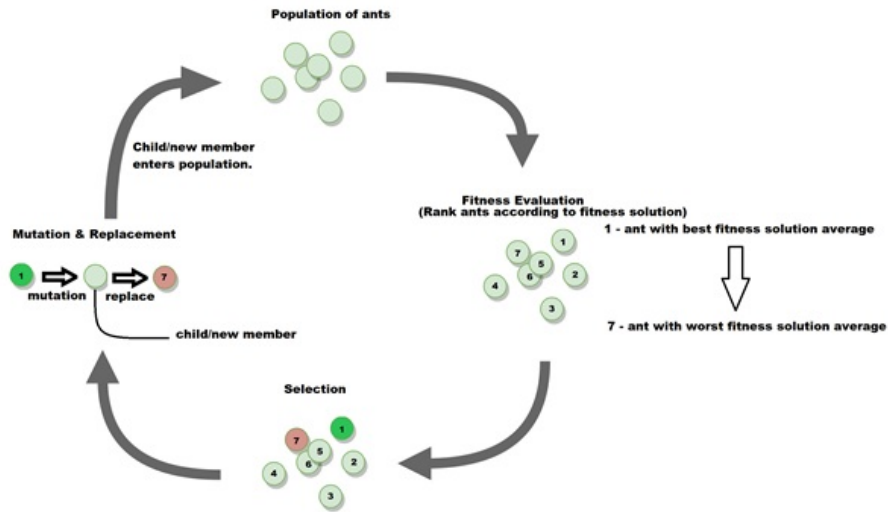 Population of ants
Child/new member
enters population.
Fitness Evaluation
(Rank ants according to fitness solution)
1 - ant with best fitness solution average
7
1
5
6
2
4
3
7 - ant with worst fitness solution average
Mutation & Replacement
1
7
mutation
replace
child/new member
Selection
7
1
5
6
2
4
3